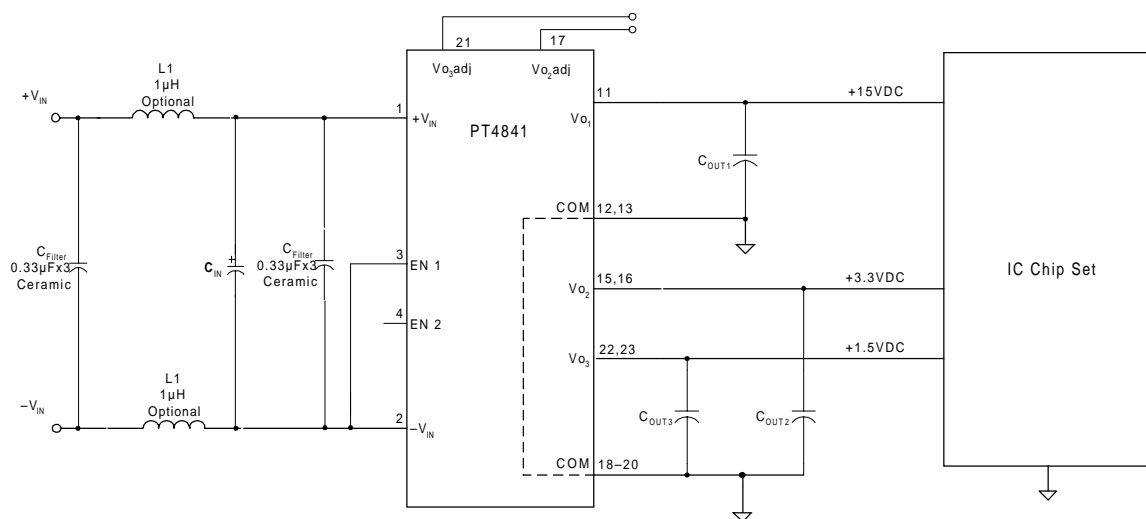 21
17
Vo3adj
Vo2adj
L1
1µH
Optional
+VIN
1
+VIN
PT4841
11
Vo1
+15VDC
COUT1
COM
12,13
CFilter
0.33µFx3
Ceramic
CIN
+
CFilter
0.33µFx3
Ceramic
3
EN 1
4
EN 2
15,16
Vo2
+3.3VDC
IC Chip Set
22,23
Vo3
+1.5VDC
L1
1µH
Optional
–VIN
2
–VIN
COUT3
COUT2
COM
18–20